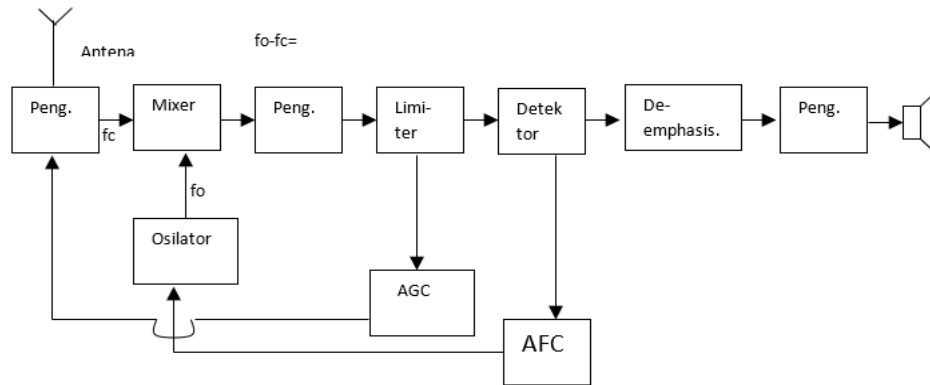 Antena
fo-fc=
Peng.
fc
Mixer
Peng.
Limi-
ter
Detek
tor
De-
emphasis.
Peng.
fo
Osilator
AGC
AFC